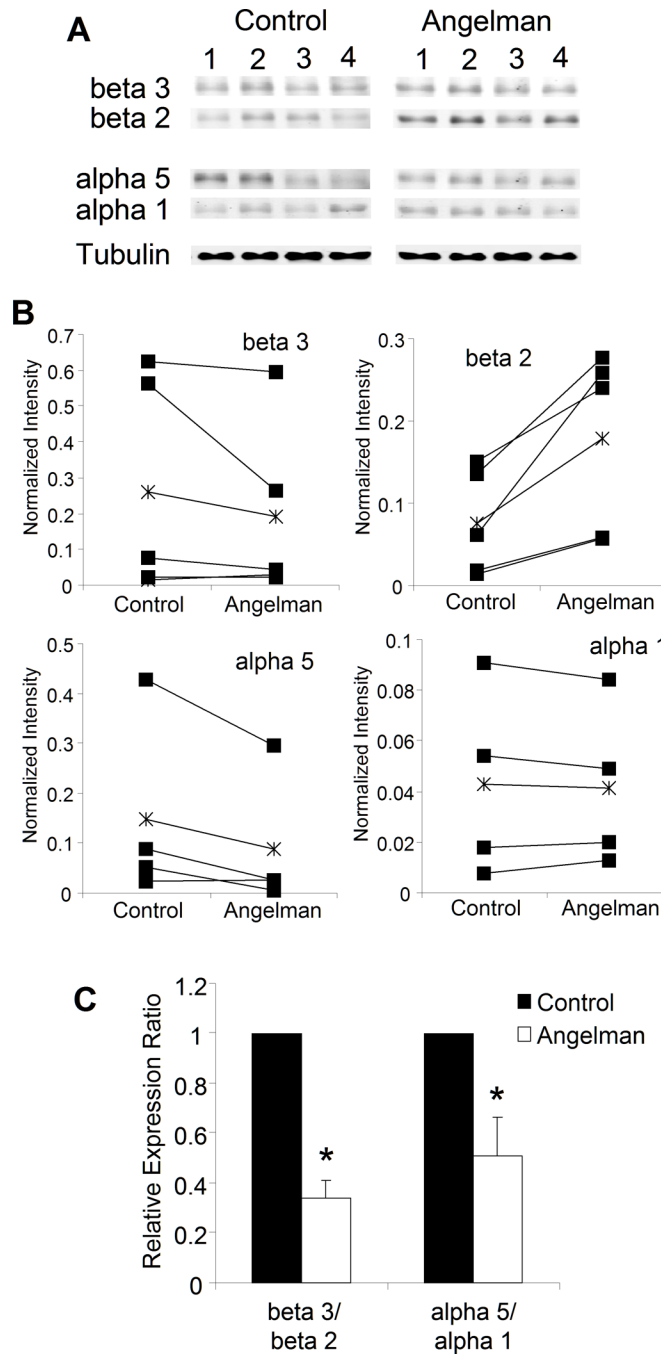 A
Control Angelman
1 2 3 4 1 2 3 4
beta 3
beta 2
alpha 5
alpha 1
Tubulin
B
beta 3
Normalized Intensity
0.7
0.6
0.5
0.4
0.3
0.2
0.1
0
Control Angelman
beta 2
Normalized Intensity
0.3
0.2
0.1
0
Control Angelman
alpha 5
Normalized Intensity
0.5
0.4
0.3
0.2
0.1
0
Control Angelman
alpha 1
Normalized Intensity
0.1
0.08
0.06
0.04
0.02
0
Control Angelman
C
Relative Expression Ratio
1.2
1
0.8
0.6
0.4
0.2
0
Control
Angelman
*
*
beta 3/
beta 2
alpha 5/
alpha 1